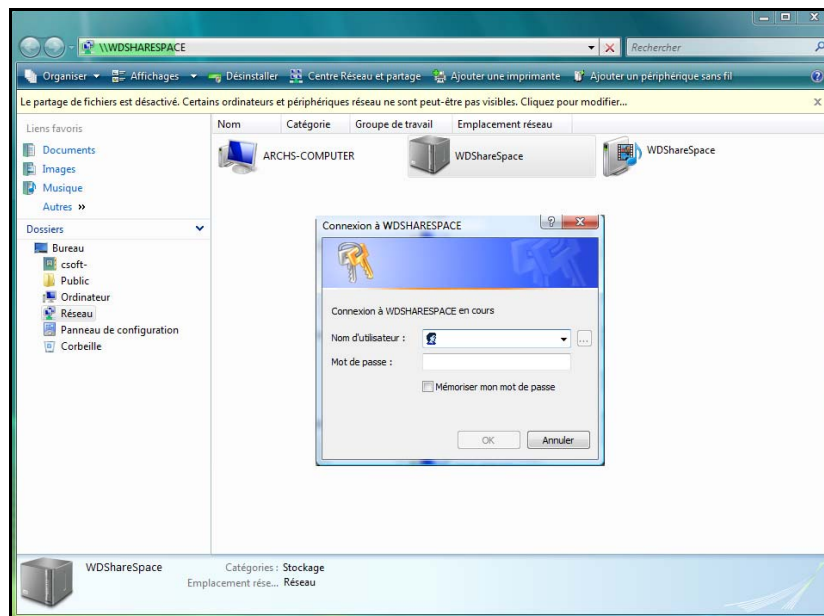 \\WDSHARESPACE
Rechercher
Organiser Affichages Désinstaller Centre Réseau et partage Ajouter une imprimante Ajouter un périphérique sans fil
Le partage de fichiers est désactivé. Certains ordinateurs et périphériques réseau ne sont peut-être pas visibles. Cliquez pour modifier...
Liens favoris
Documents
Images
Musique
Autres »
Dossiers
Bureau
csoft-
Public
Ordinateur
Réseau
Panneau de configuration
Corbeille
Nom Catégorie Groupe de travail Emplacement réseau
ARCHS-COMPUTER WDShareSpace WDShareSpace
Connexion à WDSHARESPACE
Connexion à WDSHARESPACE en cours
Nom d'utilisateur :
...
Mot de passe :
Mémoriser mon mot de passe
OK Annuler
WDShareSpace Catégories : Stockage
Emplacement rése... Réseau